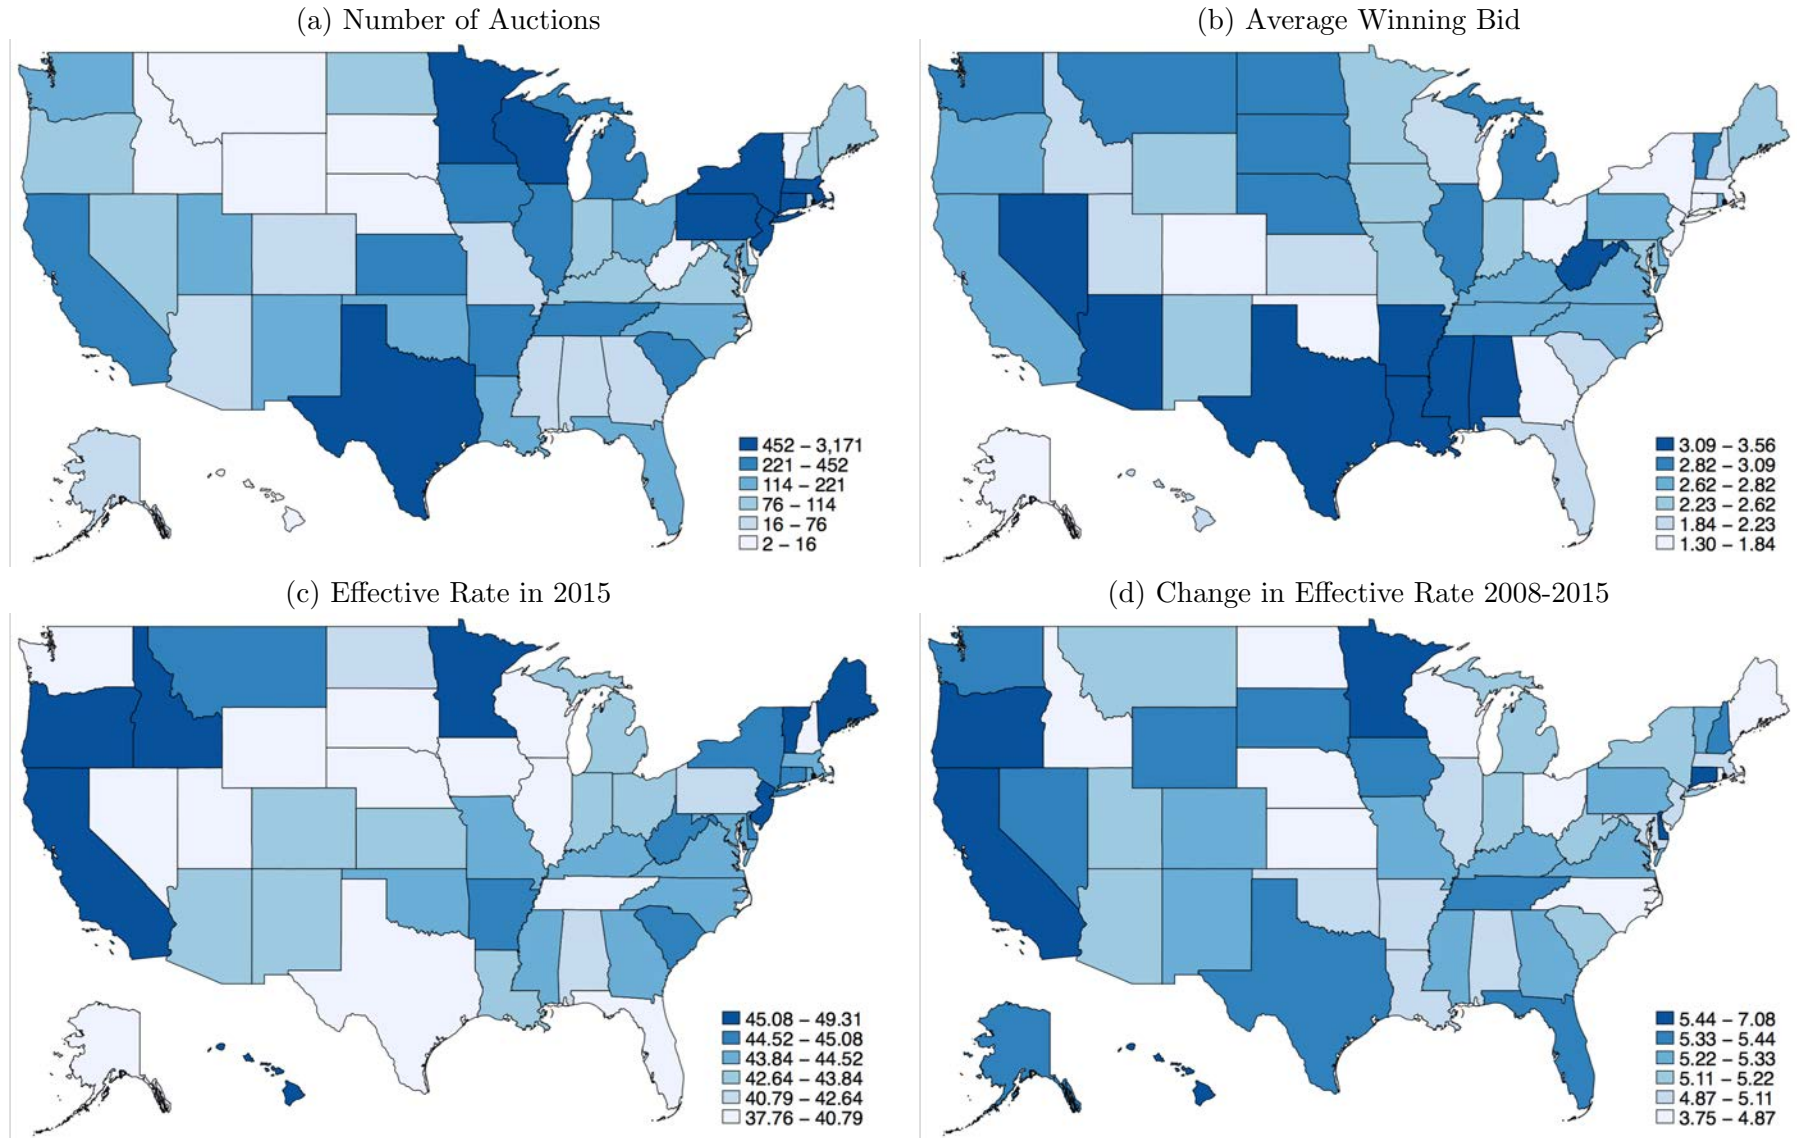 (a) Number of Auctions
452 – 3,171
221 – 452
114 – 221
76 – 114
16 – 76
2 – 16
(b) Average Winning Bid
3.09 – 3.56
2.82 – 3.09
2.62 – 2.82
2.23 – 2.62
1.84 – 2.23
1.30 – 1.84
(c) Effective Rate in 2015
45.08 – 49.31
44.52 – 45.08
43.84 – 44.52
42.64 – 43.84
40.79 – 42.64
37.76 – 40.79
(d) Change in Effective Rate 2008-2015
5.44 – 7.08
5.33 – 5.44
5.22 – 5.33
5.11 – 5.22
4.87 – 5.11
3.75 – 4.87